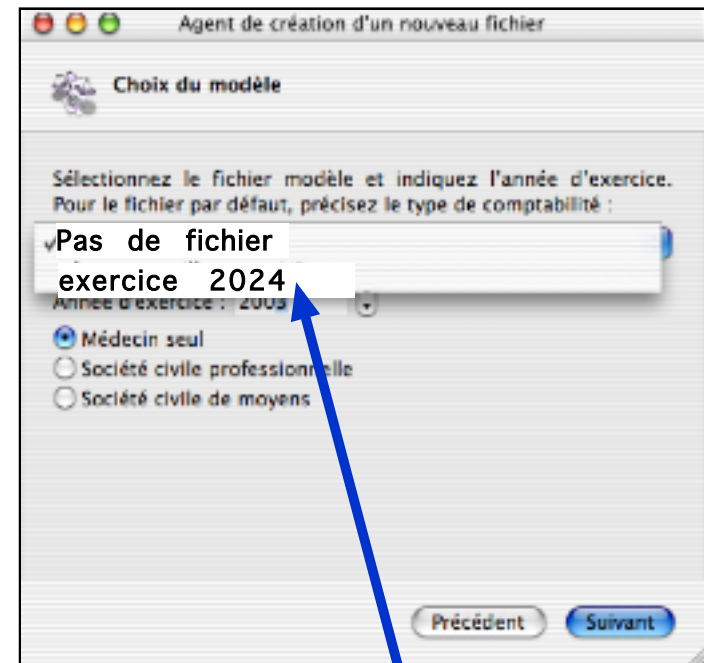 Agent de création d'un nouveau fichier
Choix du modèle
Sélectionnez le fichier modèle et indiquez l'année d'exercice.
Pour le fichier par défaut, précisez le type de comptabilité :
✓Pas de fichier
exercice 2024
Année d'exercice : 2003
Médecin seul
Société civile professionnelle
Société civile de moyens
Précédent Suivant